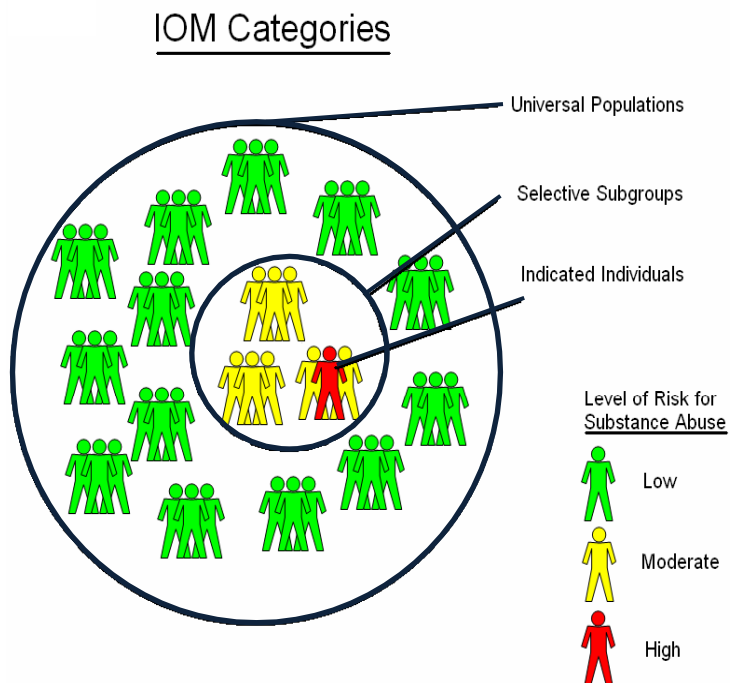 IOM Categories
Universal Populations
Selective Subgroups
Indicated Individuals
Level of Risk for
Substance Abuse
Low
Moderate
High